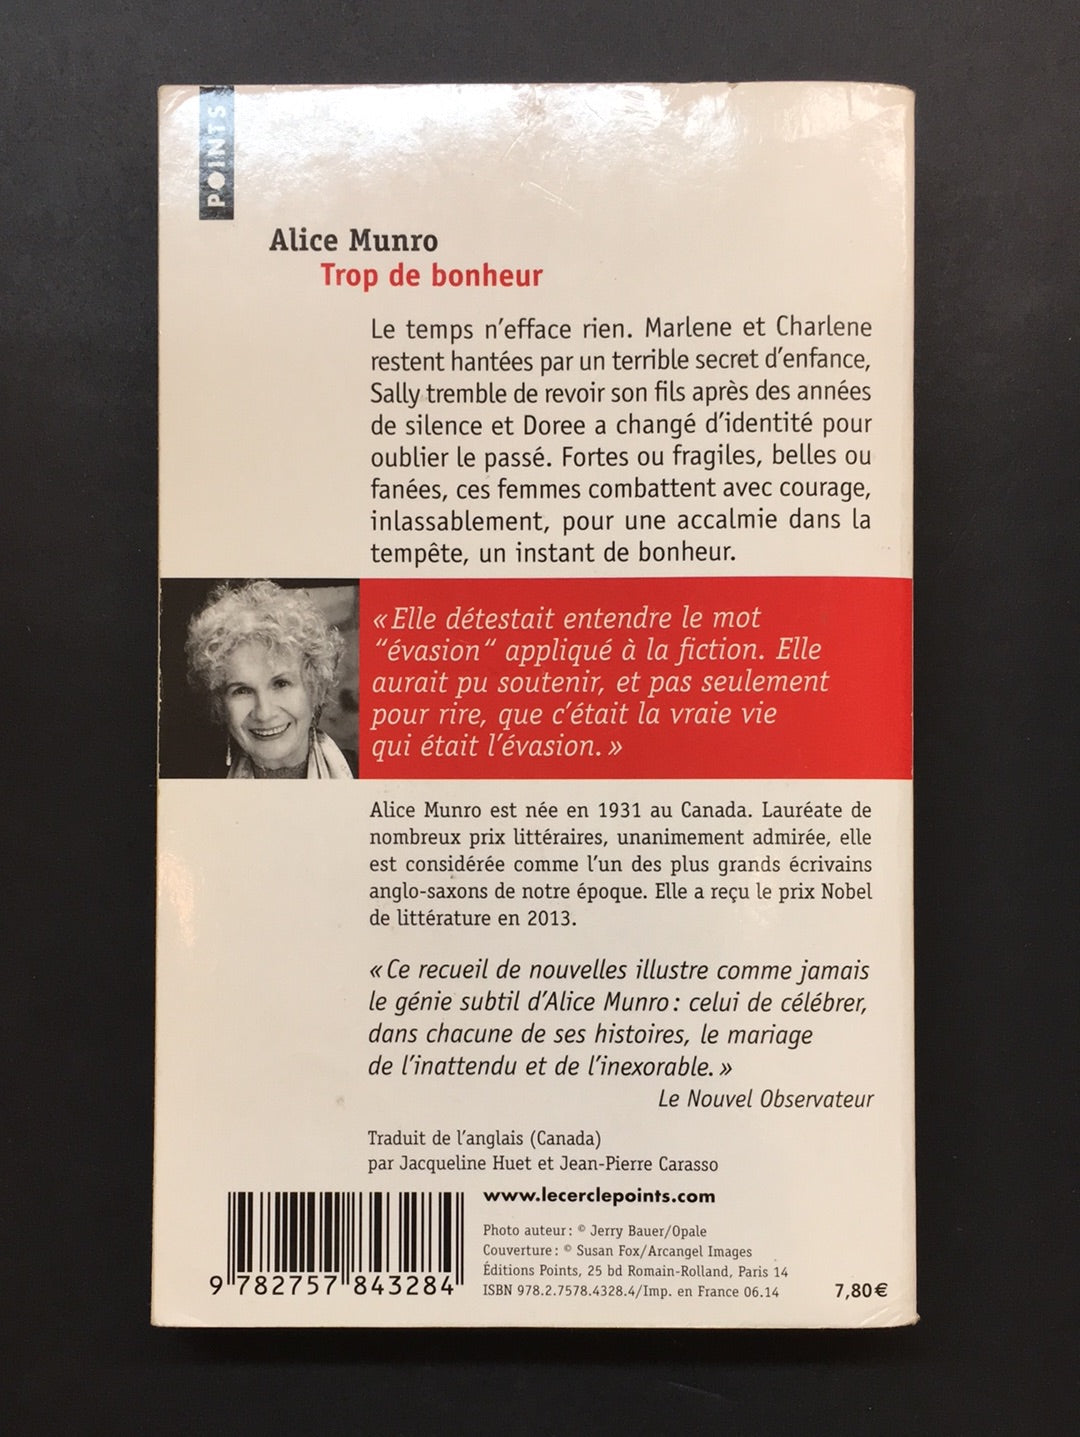 POINTS
Alice Munro
Trop de bonheur
Le temps n'efface rien. Marlene et Charlene
restent hantées par un terrible secret d'enfance,
Sally tremble de revoir son fils après des années
de silence et Doree a changé d'identité pour
oublier le passé. Fortes ou fragiles, belles ou
fanées, ces femmes combattent avec courage,
inlassablement, pour une accalmie dans la
tempête, un instant de bonheur.
« Elle détestait entendre le mot
“évasion“ appliqué à la fiction. Elle
aurait pu soutenir, et pas seulement
pour rire, que c'était la vraie vie
qui était l'évasion. »
Alice Munro est née en 1931 au Canada. Lauréate de
nombreux prix littéraires, unanimement admirée, elle
est considérée comme l'un des plus grands écrivains
anglo-saxons de notre époque. Elle a reçu le prix Nobel
de littérature en 2013.
« Ce recueil de nouvelles illustre comme jamais
le génie subtil d'Alice Munro : celui de célébrer,
dans chacune de ses histoires, le mariage
de l'inattendu et de l'inexorable. »
Le Nouvel Observateur
Traduit de l'anglais (Canada)
par Jacqueline Huet et Jean-Pierre Carasso
www.lecerclepoints.com
Photo auteur : © Jerry Bauer/Opale
Couverture : © Susan Fox/Arcangel Images
Éditions Points, 25 bd Romain-Rolland, Paris 14
ISBN 978.2.7578.4328.4/Imp. en France 06.14
7,80€
9 782757 843284